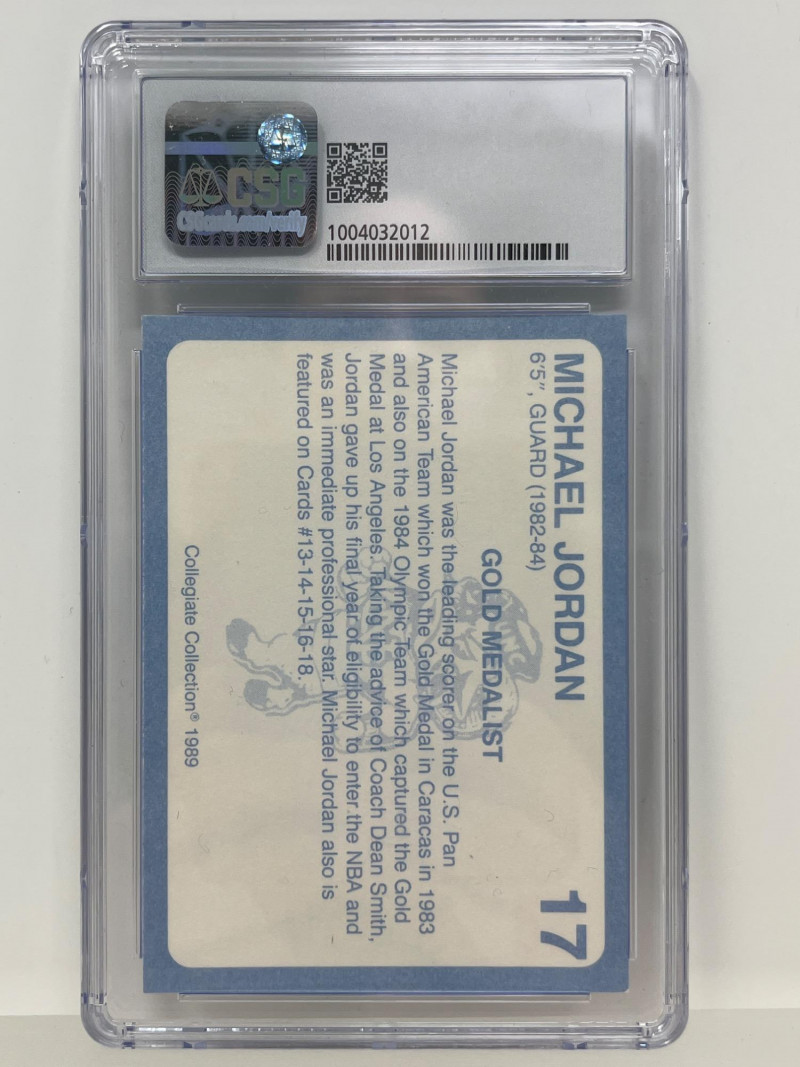 CSG
CSGcards.com/verify
1004032012
MICHAEL JORDAN
17
6'5", GUARD (1982-84)
GOLD MEDALIST
Michael Jordan was the leading scorer on the U.S. Pan
American Team which won the Gold Medal in Caracas in 1983
and also on the 1984 Olympic Team which captured the Gold
Medal at Los Angeles. Taking the advice of Coach Dean Smith,
Jordan gave up his final year of eligibility to enter the NBA and
was an immediate professional star. Michael Jordan also is
featured on Cards #13-14-15-16-18.
Collegiate Collection® 1989